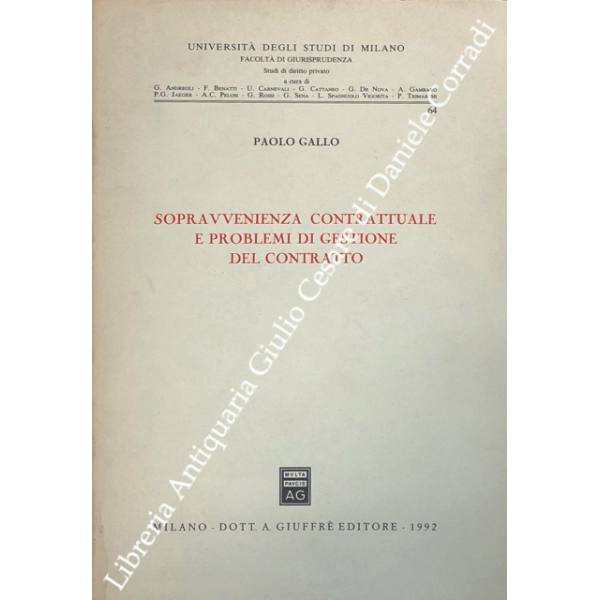 UNIVERSITÀ DEGLI STUDI DI MILANO
FACOLTÀ DI GIURISPRUDENZA
Studi di diritto privato
a cura di
G. Andreoli - F. Benatti - U. Carnevali - G. Cattaneo - G. De Nova - A. Gambaro
P.G. Jaeger - A.C. Pelosi - G. Rossi - G. Sena - L. Spagnuolo Vigorita - P. Trimarchi
64
PAOLO GALLO
SOPRAVVENIENZA CONTRATTUALE
E PROBLEMI DI GESTIONE
DEL CONTRATTO
MULTA
PAVCIS
AG
MILANO - DOTT. A. GIUFFRÈ EDITORE - 1992
Libreria Antiquaria Giulio Cesare di Daniele Corradi